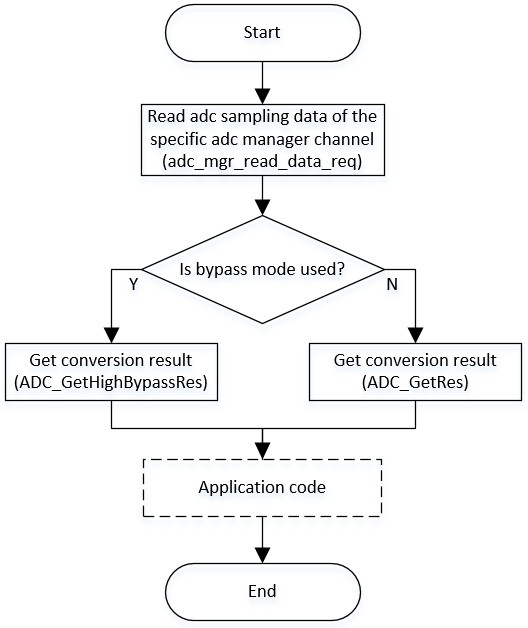 Start
Read adc sampling data of the
specific adc manager channel
(adc_mgr_read_data_req)
Is bypass mode used?
Y
N
Get conversion result
(ADC_GetHighBypassRes)
Get conversion result
(ADC_GetRes)
Application code
End